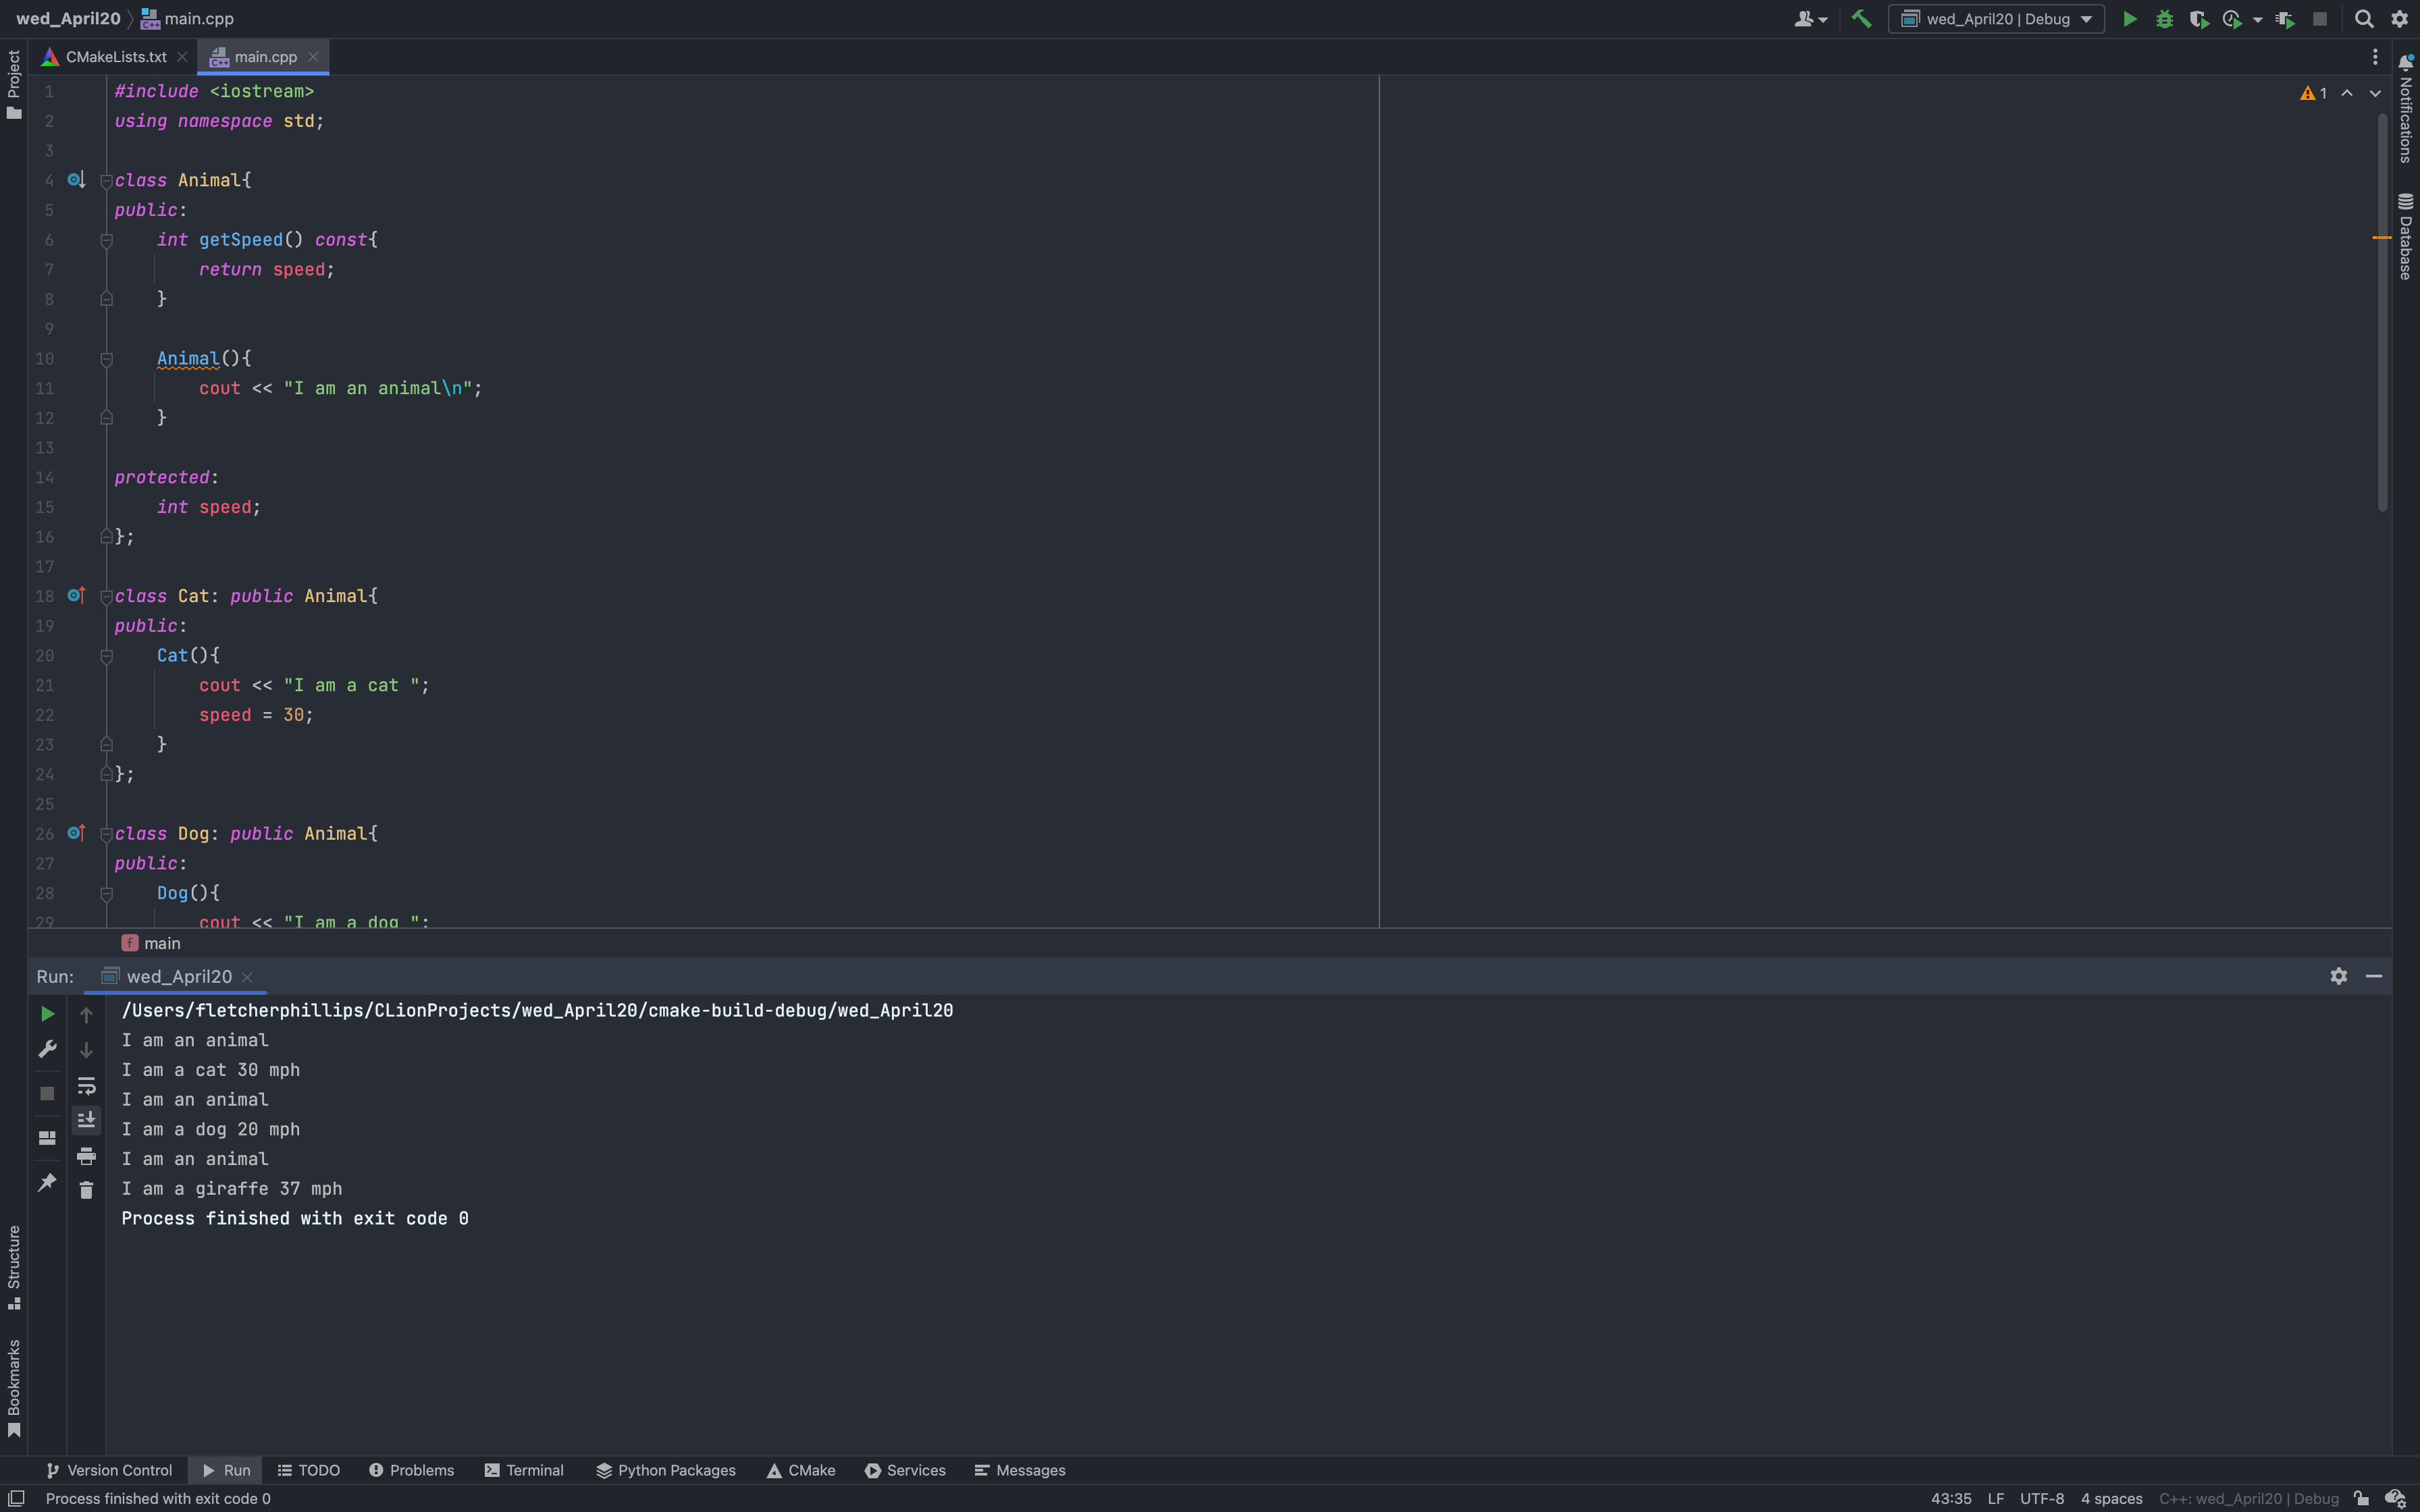 wed_April20 main.cpp wed_April20 | Debug
CMakeLists.txt main.cpp
Project
Notifications
Database
1
1 #include <iostream>
2 using namespace std;
3
4 class Animal{
5 public:
6 int getSpeed() const{
7 return speed;
8 }
9
10 Animal(){
11 cout << "I am an animal\n";
12 }
13
14 protected:
15 int speed;
16 };
17
18 class Cat: public Animal{
19 public:
20 Cat(){
21 cout << "I am a cat ";
22 speed = 30;
23 }
24 };
25
26 class Dog: public Animal{
27 public:
28 Dog(){
29 cout << "I am a dog ";
f main
Run: wed_April20
/Users/fletcherphillips/CLionProjects/wed_April20/cmake-build-debug/wed_April20
I am an animal
I am a cat 30 mph
I am an animal
I am a dog 20 mph
I am an animal
I am a giraffe 37 mph
Process finished with exit code 0
Structure
Bookmarks
Version Control Run TODO Problems Terminal Python Packages CMake Services Messages
Process finished with exit code 0 43:35 LF UTF-8 4 spaces C++: wed_April20 | Debug